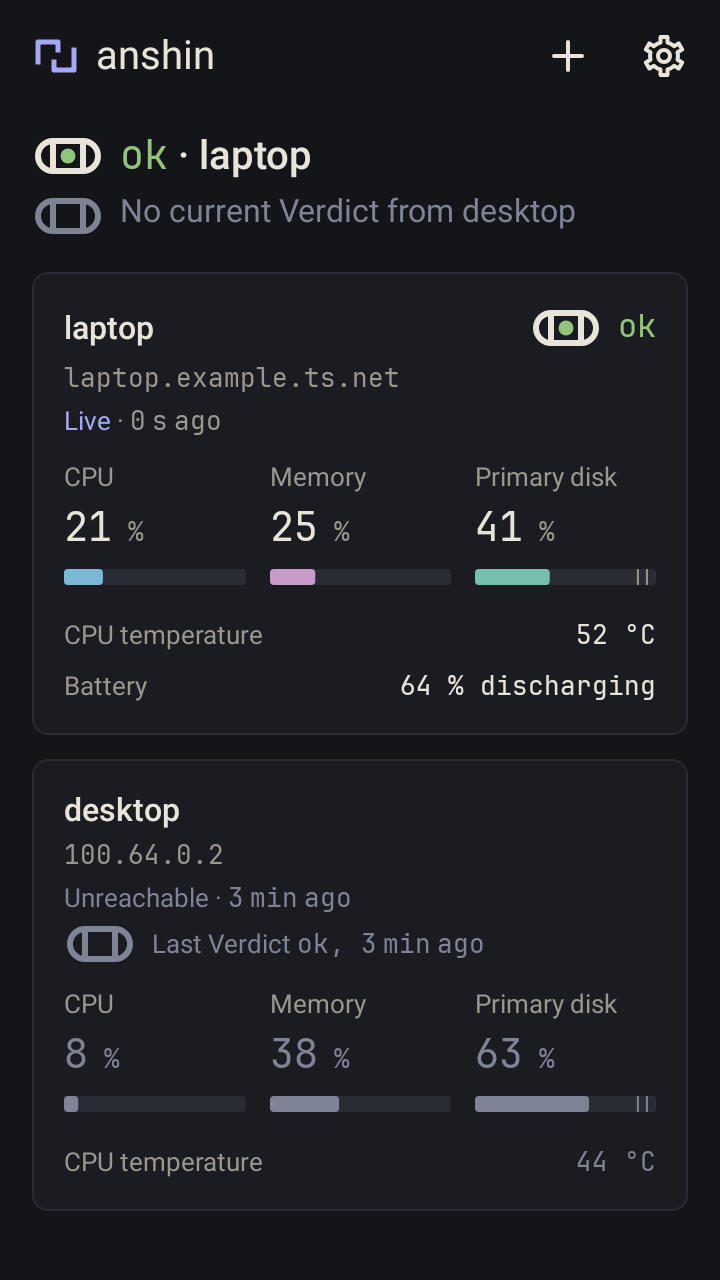 anshin
ok · laptop
No current Verdict from desktop
laptop ok
laptop.example.ts.net
Live · 0 s ago
CPU Memory Primary disk
21 % 25 % 41 %
CPU temperature 52 °C
Battery 64 % discharging
desktop
100.64.0.2
Unreachable · 3 min ago
Last Verdict ok, 3 min ago
CPU Memory Primary disk
8 % 38 % 63 %
CPU temperature 44 °C